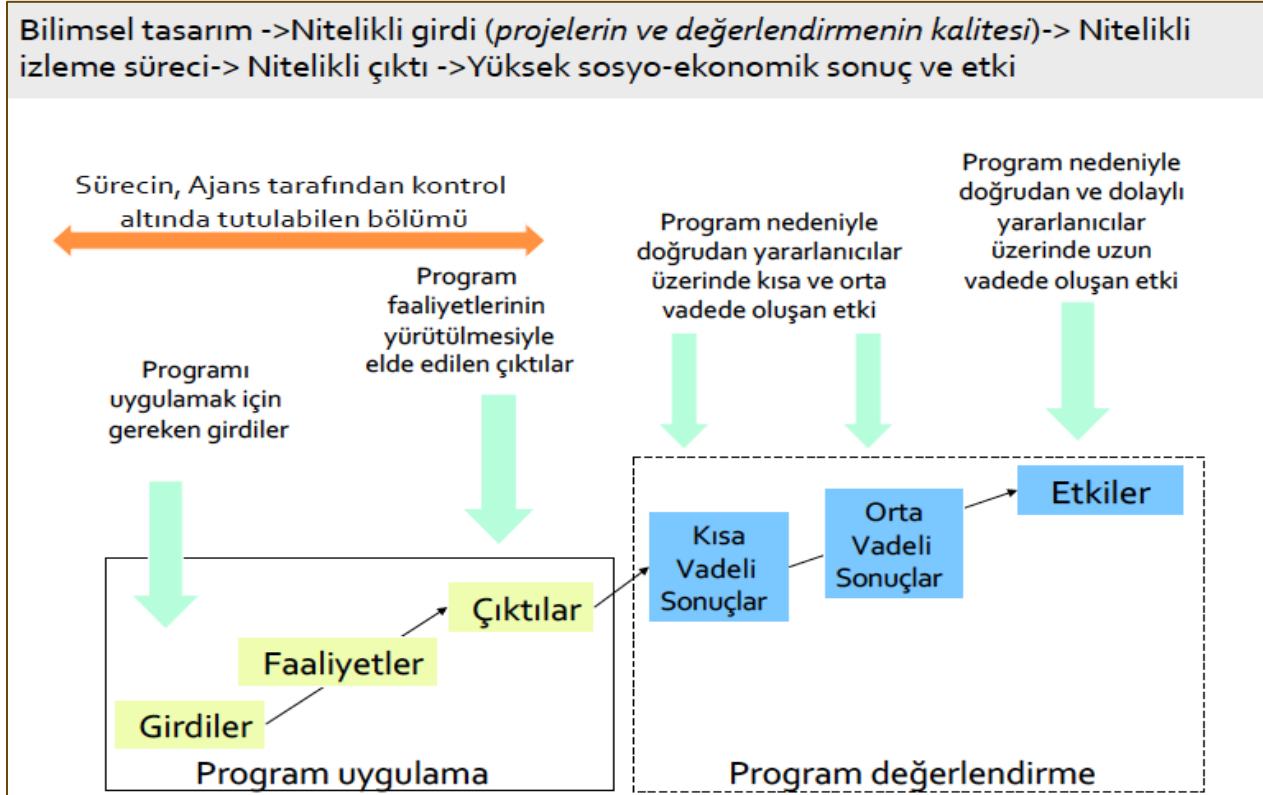 Bilimsel tasarım ->Nitelikli girdi (projelerin ve değerlendirmenin kalitesi)-> Nitelikli
izleme süreci-> Nitelikli çıktı ->Yüksek sosyo-ekonomik sonuç ve etki
Sürecin, Ajans tarafından kontrol
altında tutulabilen bölümü
Programı
uygulamak için
gereken girdiler
Program
faaliyetlerinin
yürütülmesiyle
elde edilen çıktılar
Program nedeniyle
doğrudan yararlanıcılar
üzerinde kısa ve orta
vadede oluşan etki
Program nedeniyle
doğrudan ve dolaylı
yararlanıcılar
üzerinde uzun
vadede oluşan etki
Girdiler
Faaliyetler
Çıktılar
Kısa
Vadeli
Sonuçlar
Orta
Vadeli
Sonuçlar
Etkiler
Program uygulama
Program değerlendirme